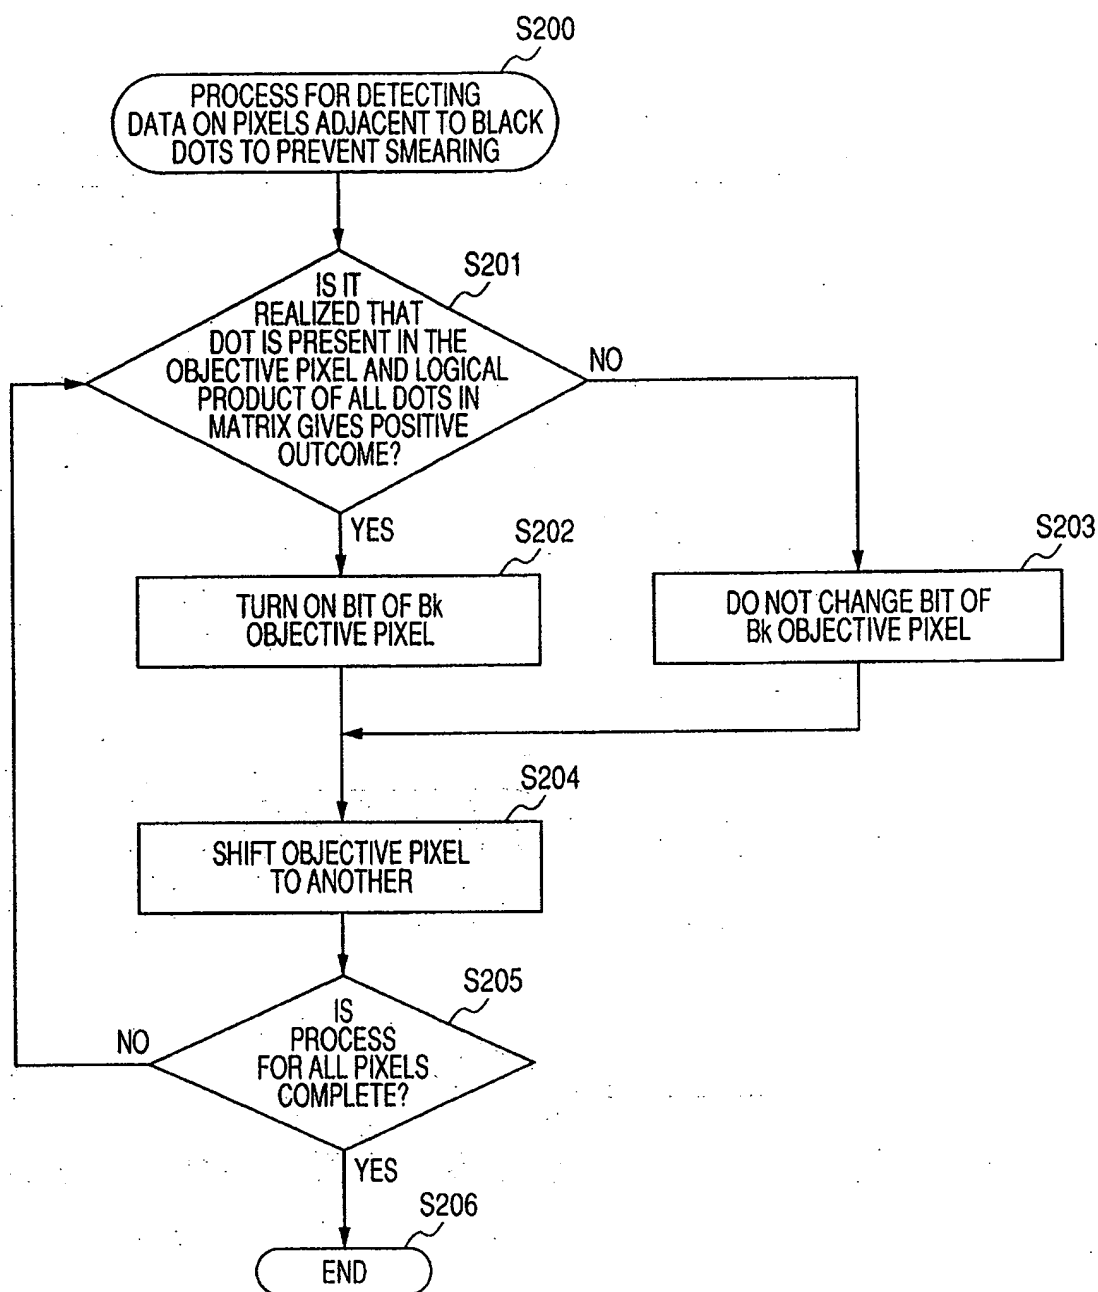 S200
PROCESS FOR DETECTING
DATA ON PIXELS ADJACENT TO BLACK
DOTS TO PREVENT SMEARING
S201
IS IT
REALIZED THAT
DOT IS PRESENT IN THE
OBJECTIVE PIXEL AND LOGICAL
PRODUCT OF ALL DOTS IN
MATRIX GIVES POSITIVE
OUTCOME?
NO
YES
S202
TURN ON BIT OF Bk
OBJECTIVE PIXEL
S203
DO NOT CHANGE BIT OF
Bk OBJECTIVE PIXEL
S204
SHIFT OBJECTIVE PIXEL
TO ANOTHER
S205
IS
PROCESS
FOR ALL PIXELS
COMPLETE?
NO
YES
S206
END